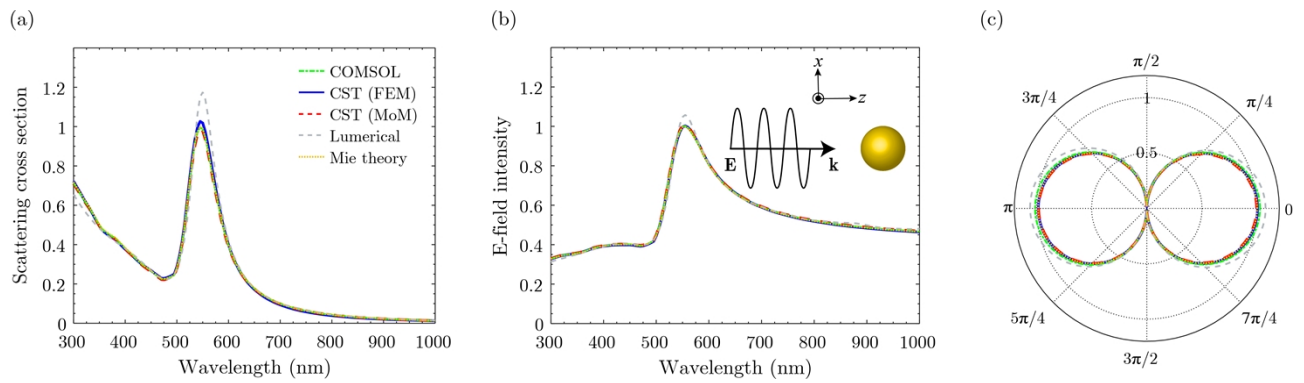 (a)
Scattering cross section
1.2
1
0.8
0.6
0.4
0.2
0
300 400 500 600 700 800 900 1000
Wavelength (nm)
COMSOL
CST (FEM)
CST (MoM)
Lumerical
Mie theory
(b)
E-field intensity
1.2
1
0.8
0.6
0.4
0.2
0
300 400 500 600 700 800 900 1000
Wavelength (nm)
x
z
E k
(c)
π/2
3π/4 π/4
1
0.5
π 0
5π/4 7π/4
3π/2